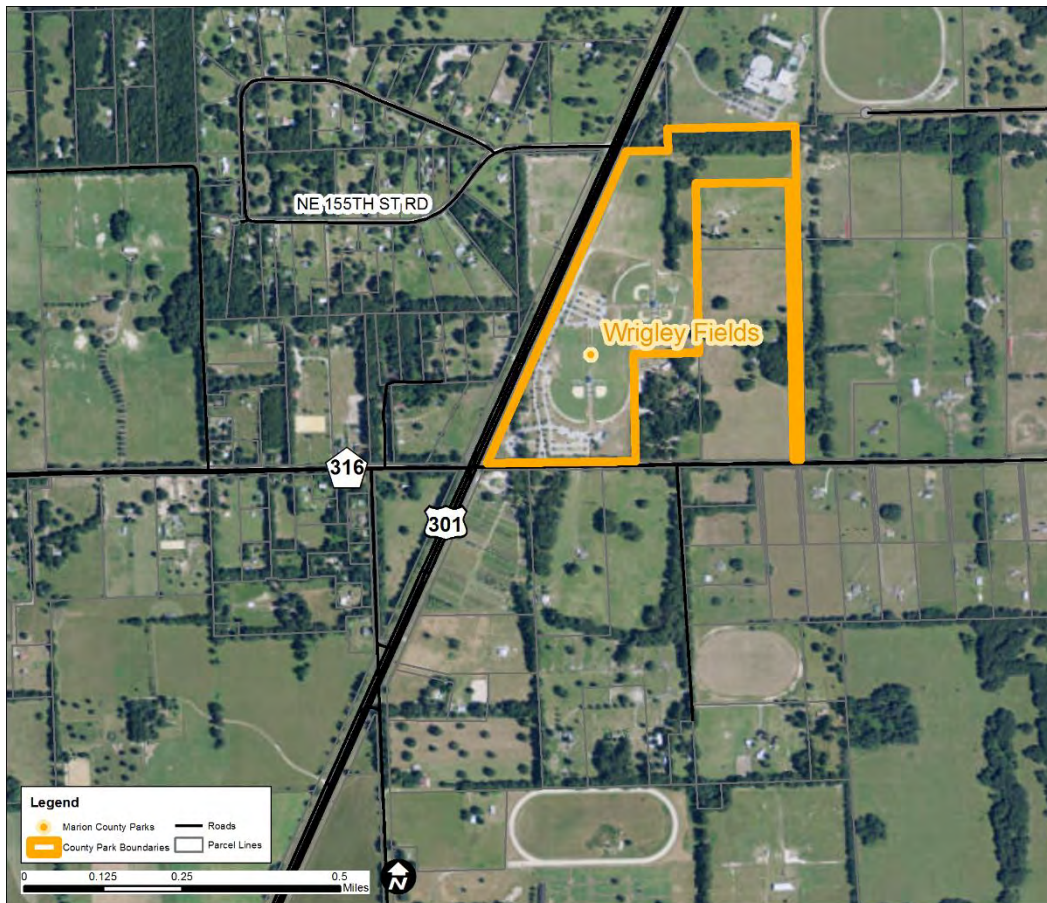 NE 155TH ST RD
Wrigley Fields
316
301
Legend
Marion County Parks
Roads
County Park Boundaries
Parcel Lines
0 0.125 0.25 0.5
Miles
N